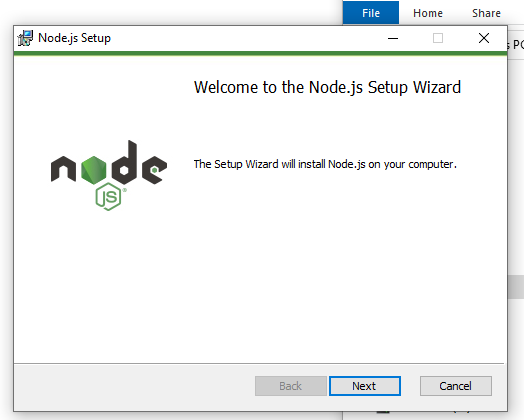 File Home Share
Node.js Setup
PC
Welcome to the Node.js Setup Wizard
node
JS
The Setup Wizard will install Node.js on your computer.
Back Next Cancel